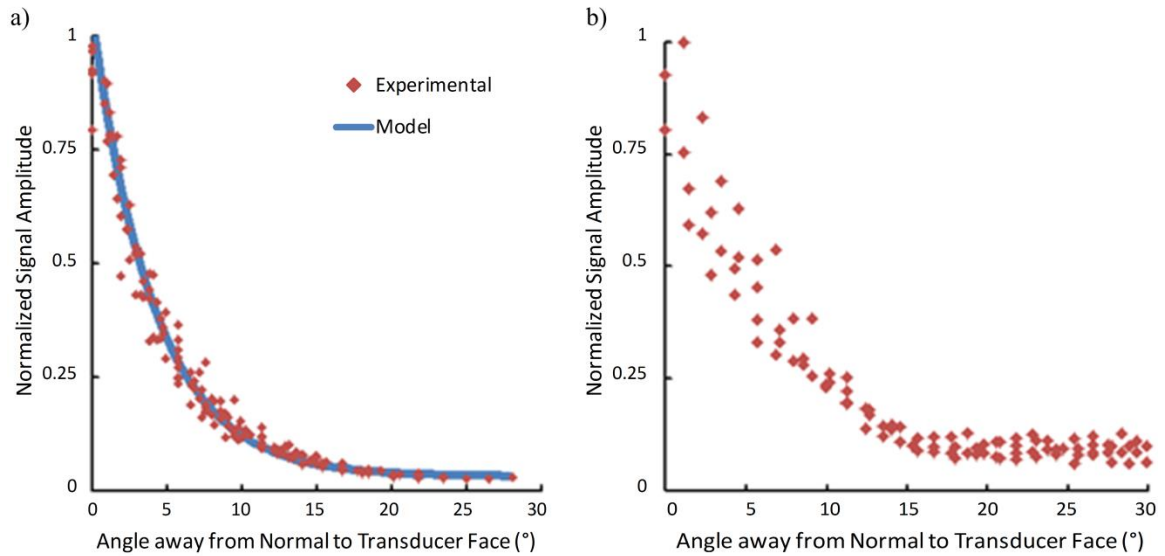 a)
1
0.75
0.5
0.25
0
0 5 10 15 20 25 30
Normalized Signal Amplitude
Angle away from Normal to Transducer Face (°)
Experimental
Model
b)
1
0.75
0.5
0.25
0
0 5 10 15 20 25 30
Normalized Signal Amplitude
Angle away from Normal to Transducer Face (°)